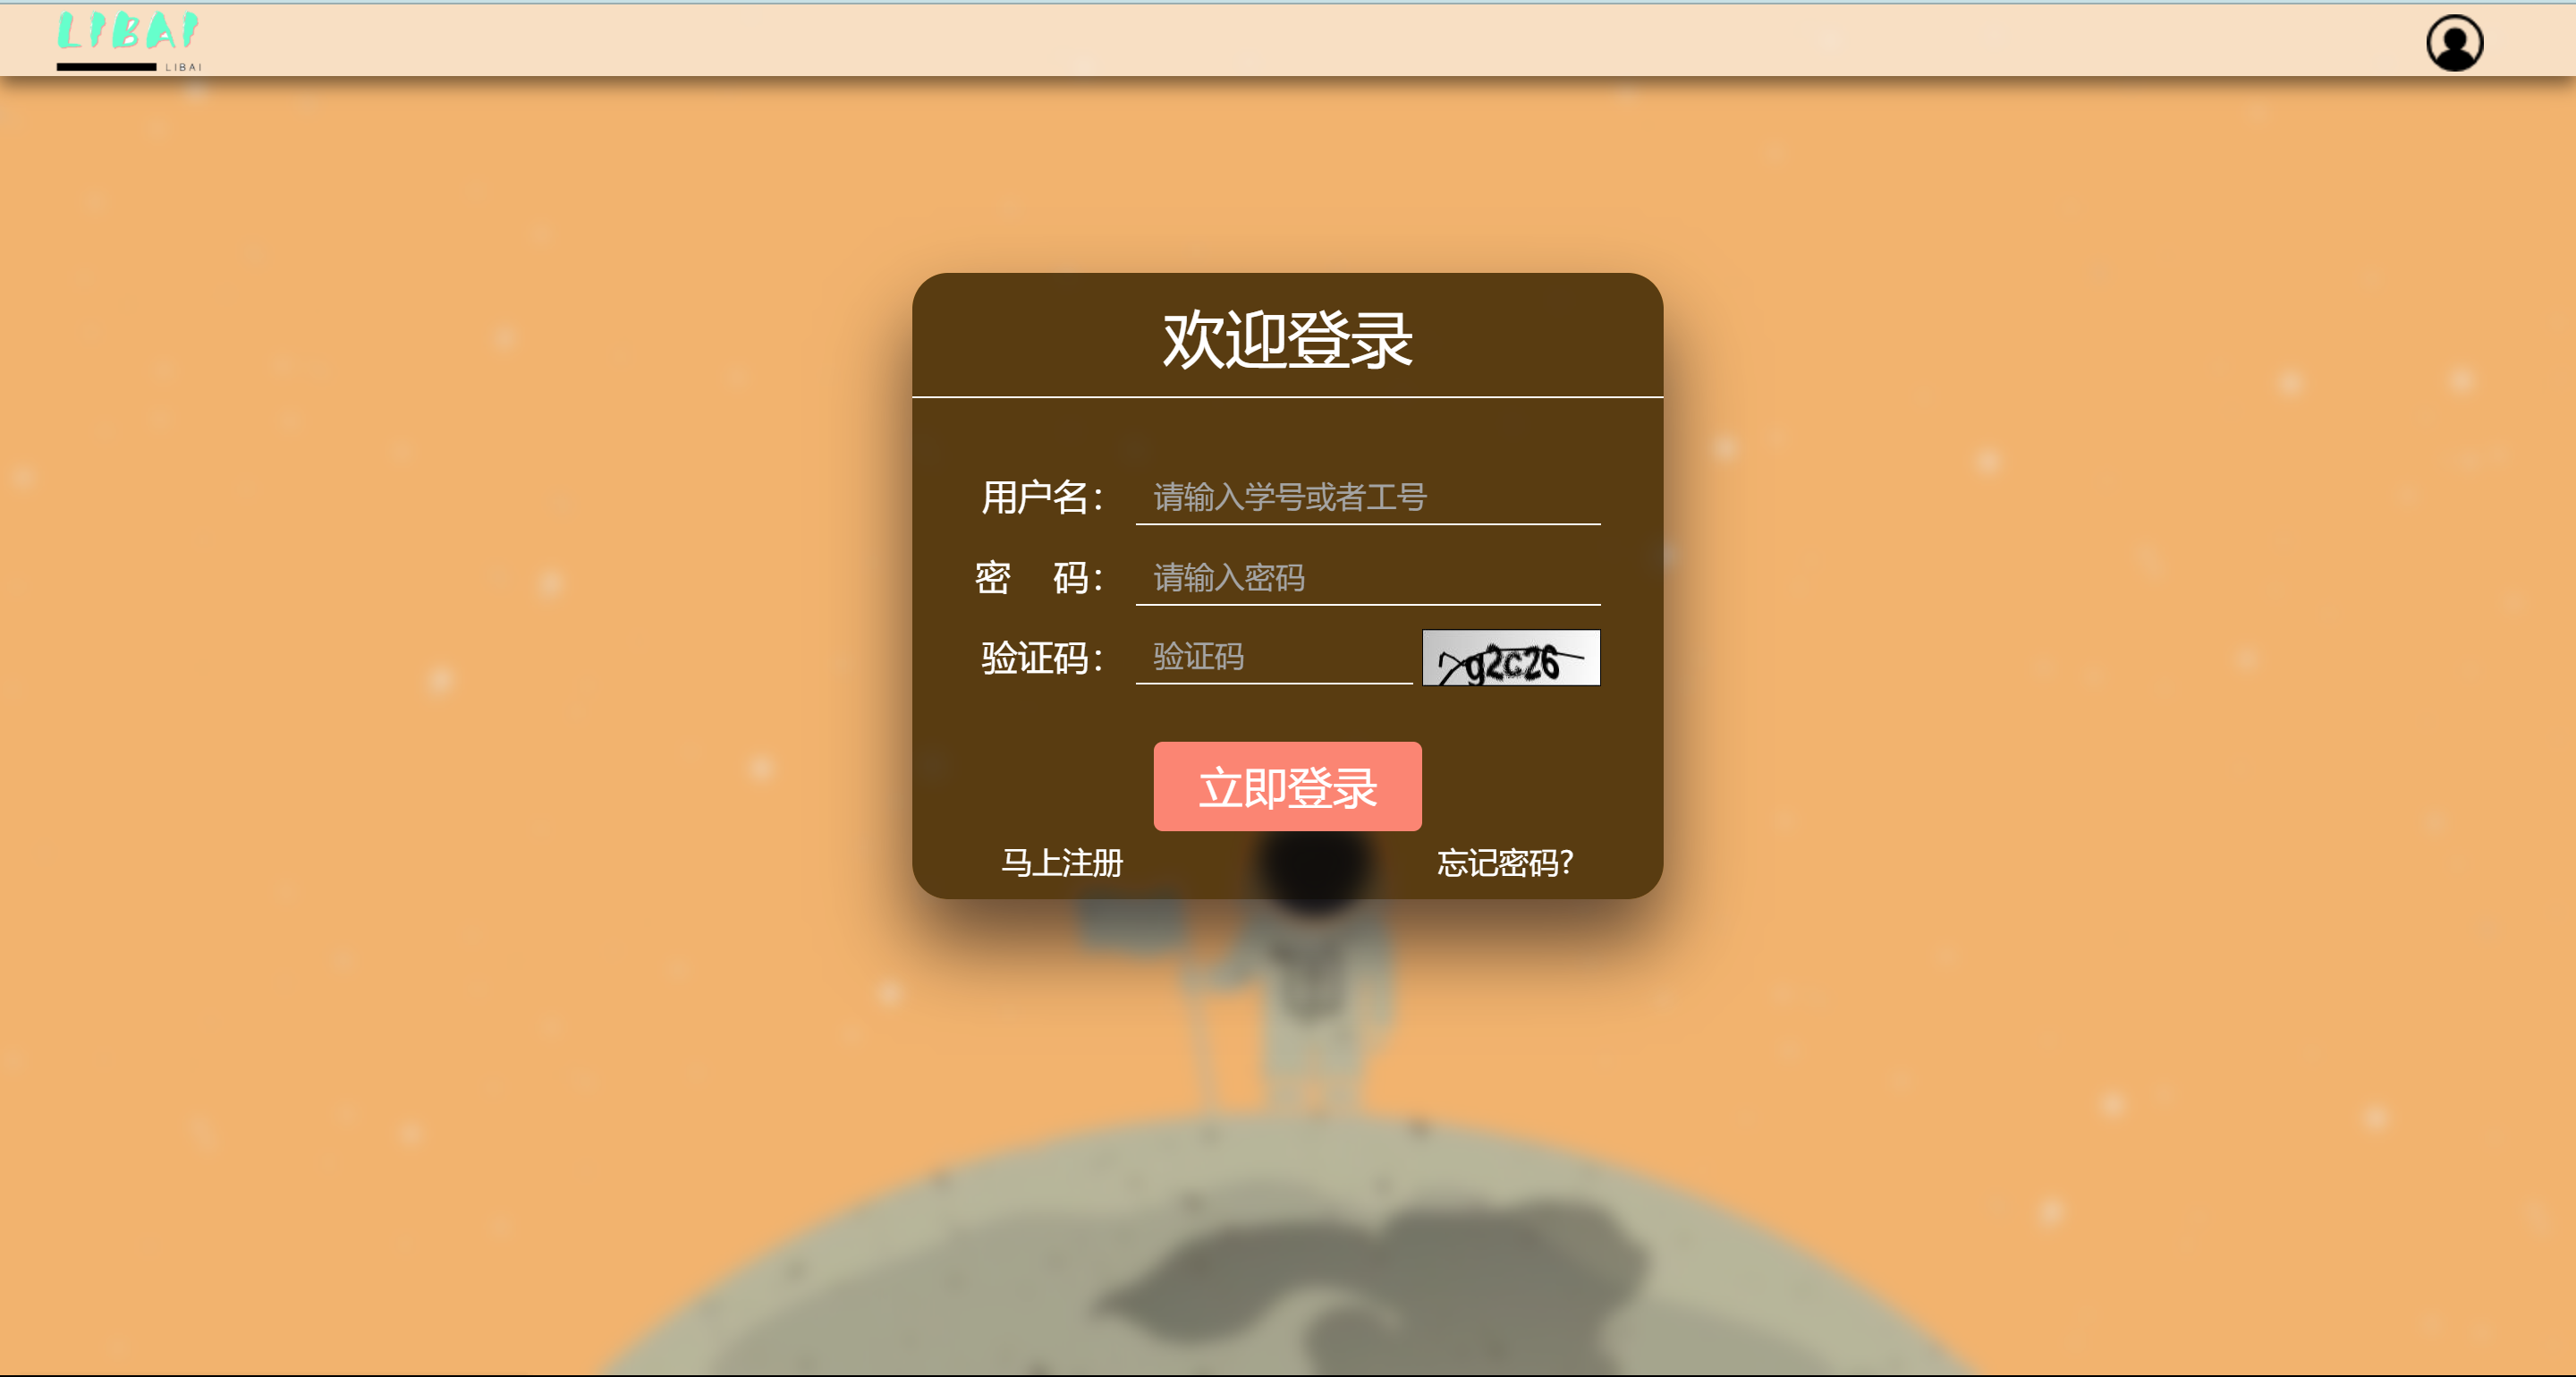 LIBAI
LIBAI
欢迎登录
用户名： 请输入学号或者工号
密 码： 请输入密码
验证码： 验证码 g2c26
立即登录
马上注册 忘记密码?